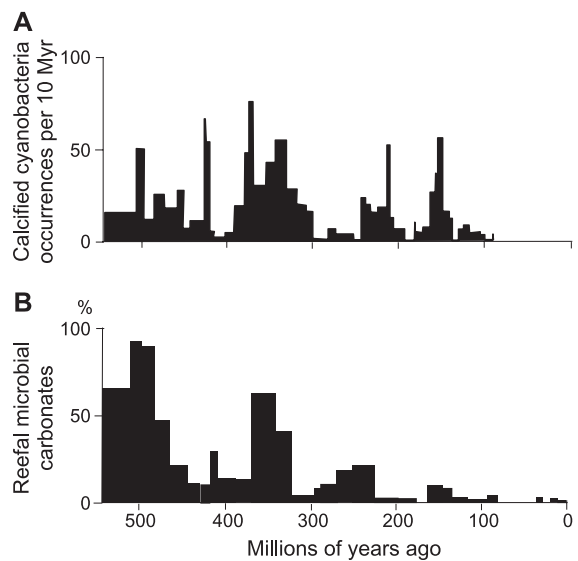 A
Calcified cyanobacteria
occurrences per 10 Myr
100
50
0
B
%
Reefal microbial
carbonates
100
50
0
500 400 300 200 100 0
Millions of years ago